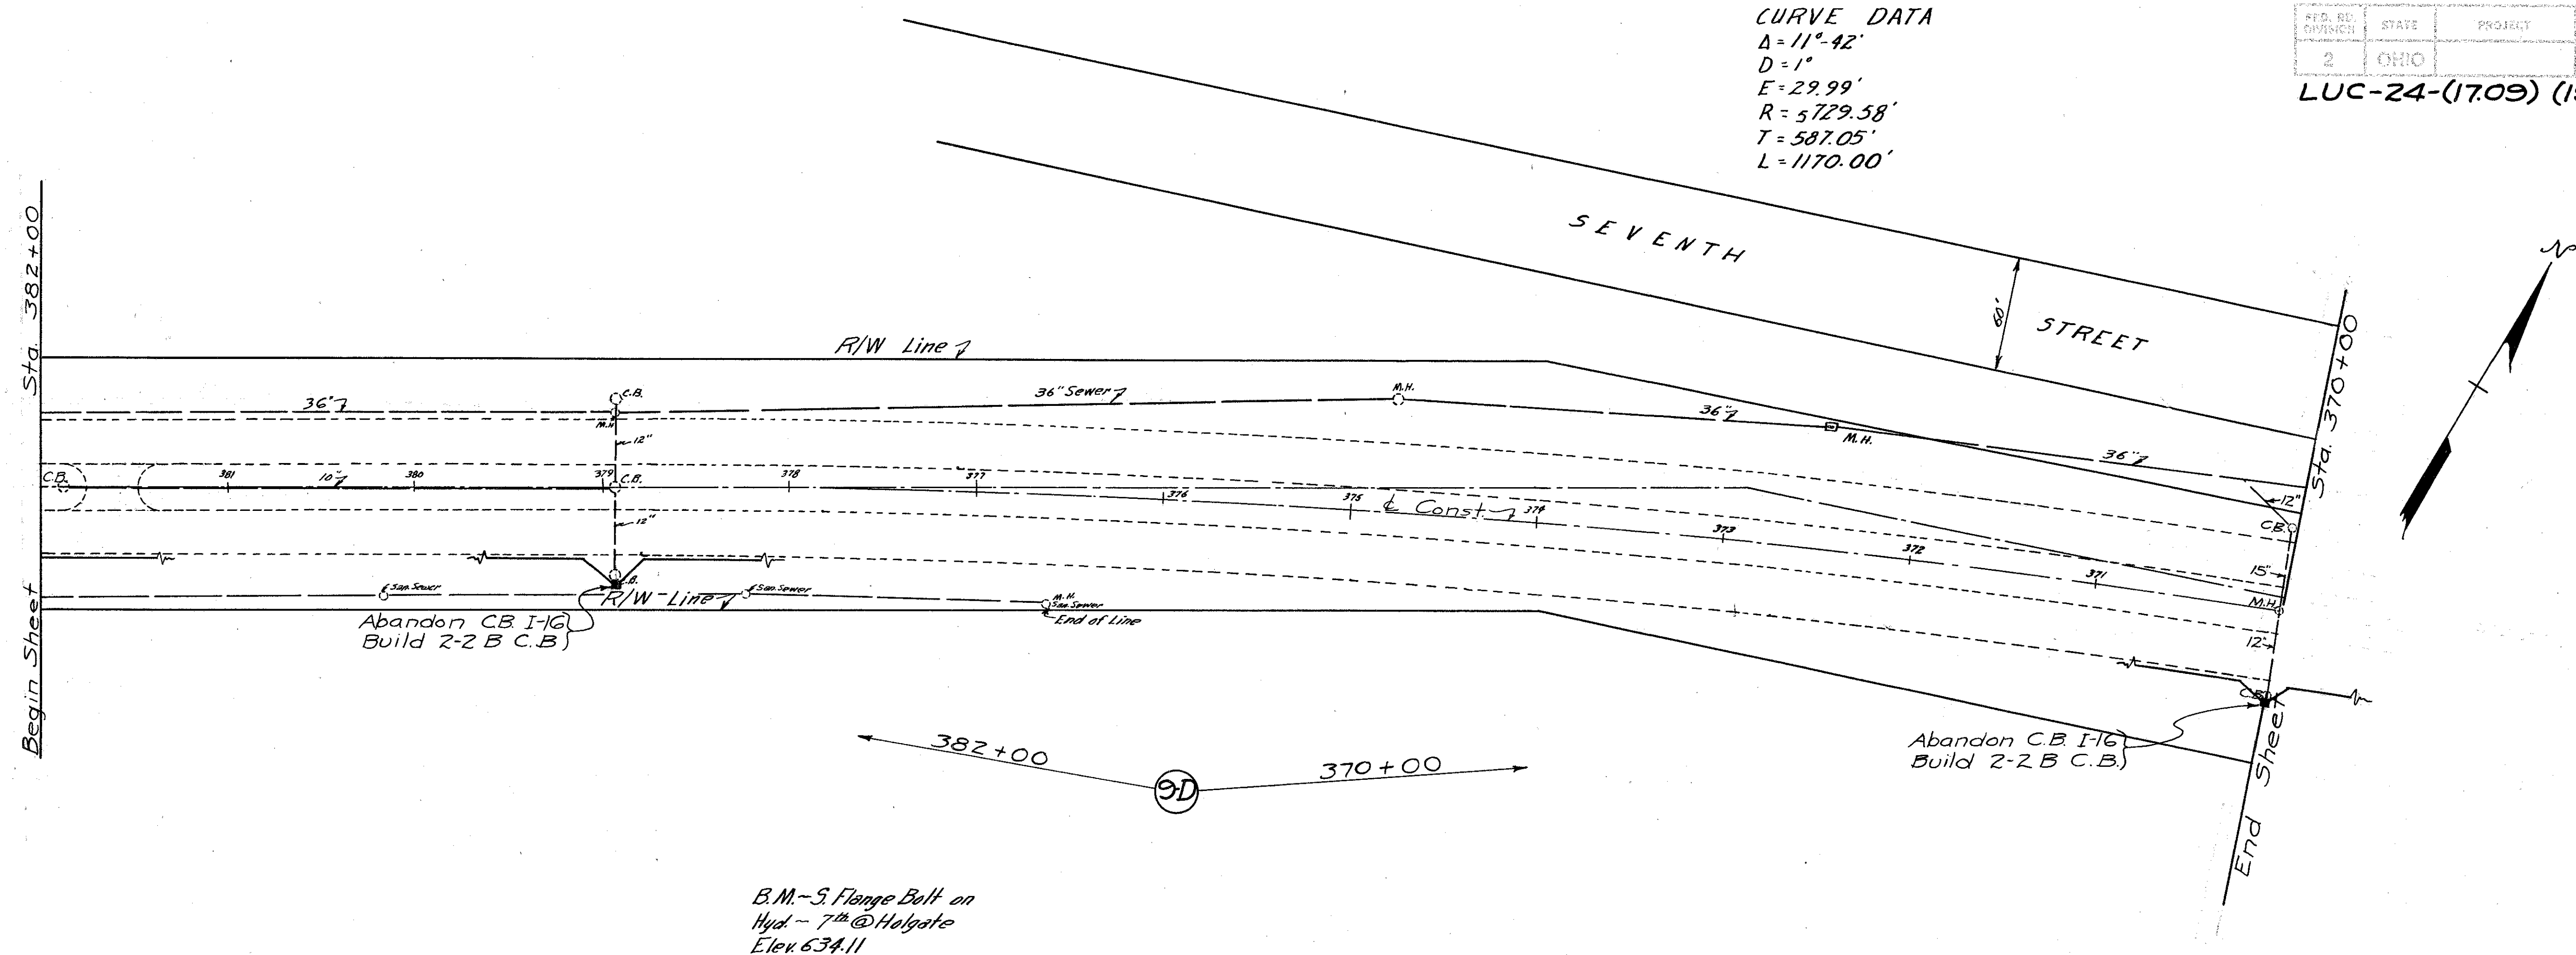 CURVE DATA
Δ = 11°-42'
D = 1°
E = 29.99'
R = 5729.58'
T = 587.05'
L = 1170.00'
FED. RD. DIVISION STATE PROJECT
2 OHIO
LUC-24-(17.09) (1
N
SEVENTH
STREET
60'
Begin Sheet Sta. 382+00
R/W Line
36"
C.B.
M.H.
36" Sewer
M.H.
36"
M.H.
36"
12"
C.B.
381
10"
380
379
C.B.
378
377
376
375
℄ Const.
374
373
372
371
12"
12"
C.B.
15"
M.H.
12"
C.B.
San. Sewer
C.B.
R/W Line
San. Sewer
M.H.
San. Sewer
End of Line
Abandon C.B. I-16
Build 2-2 B C.B.
Abandon C.B. I-16
Build 2-2 B C.B.
End Sheet Sta. 370+00
382+00
9D
370+00
B.M.~S. Flange Bolt on
Hyd.~ 7th @ Holgate
Elev. 634.11